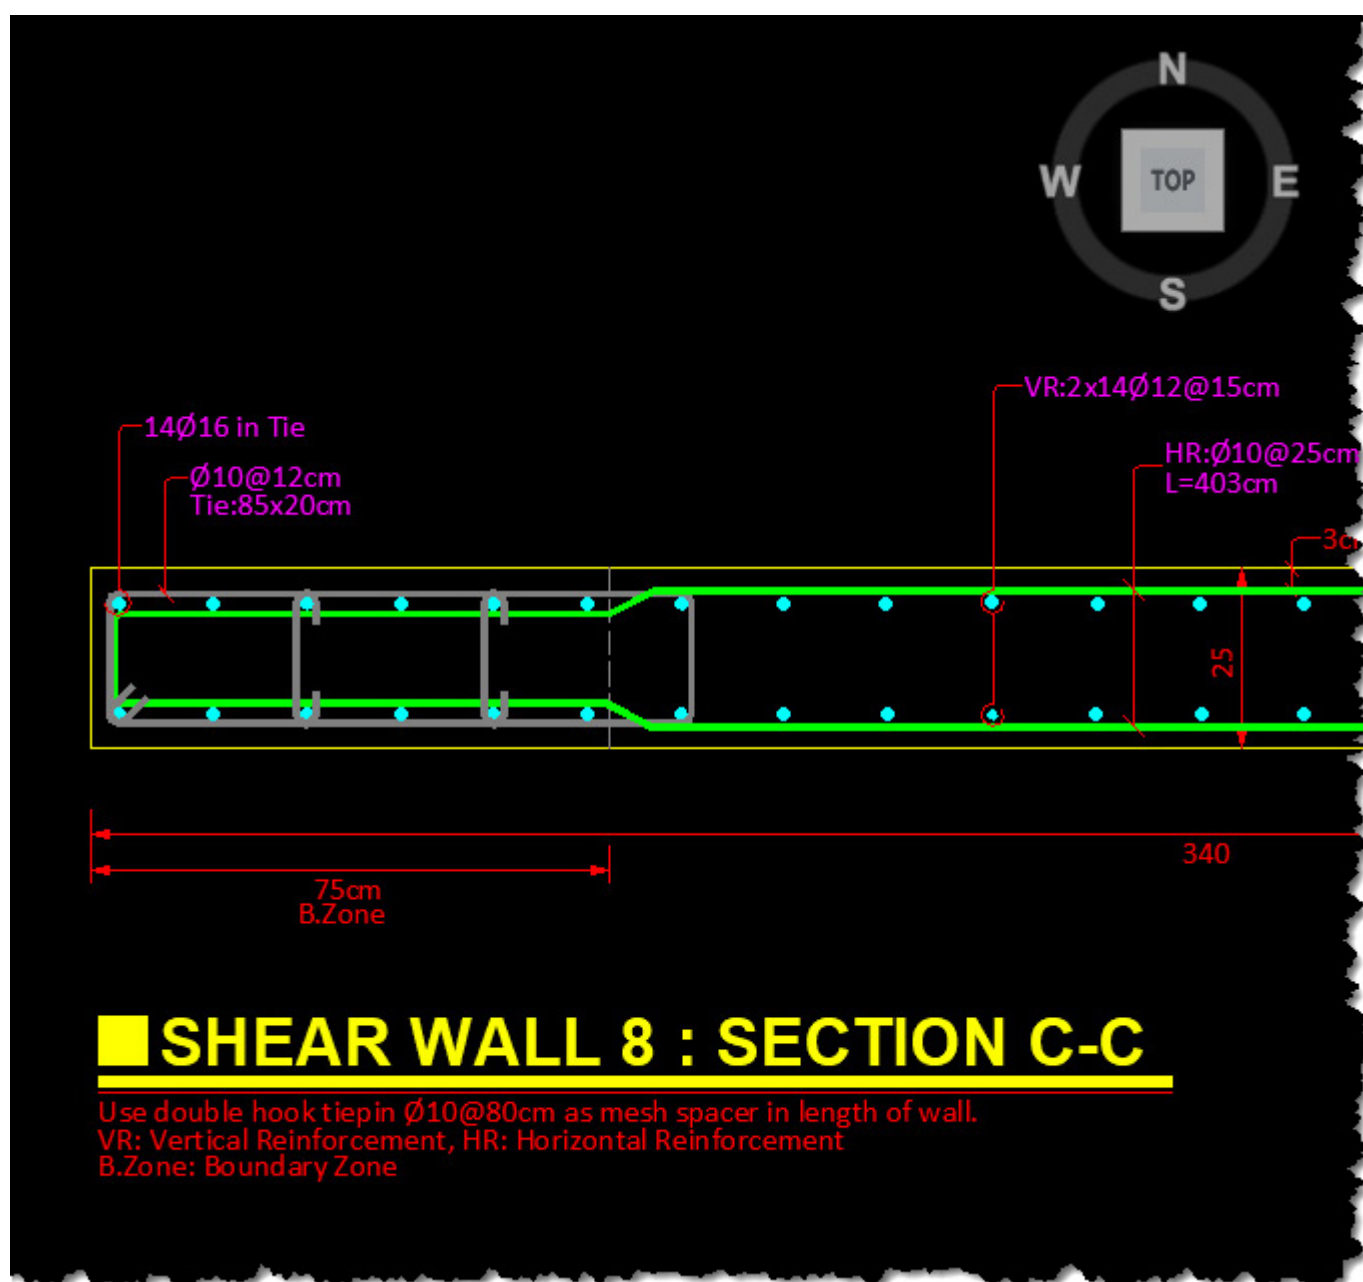 N
W
TOP
E
S
VR:2x14Ø12@15cm
14Ø16 in Tie
HR:Ø10@25cm
L=403cm
Ø10@12cm
Tie:85x20cm
25
340
75cm
B.Zone
SHEAR WALL 8 : SECTION C-C
Use double hook tiepin Ø10@80cm as mesh spacer in length of wall.
VR: Vertical Reinforcement, HR: Horizontal Reinforcement
B.Zone: Boundary Zone